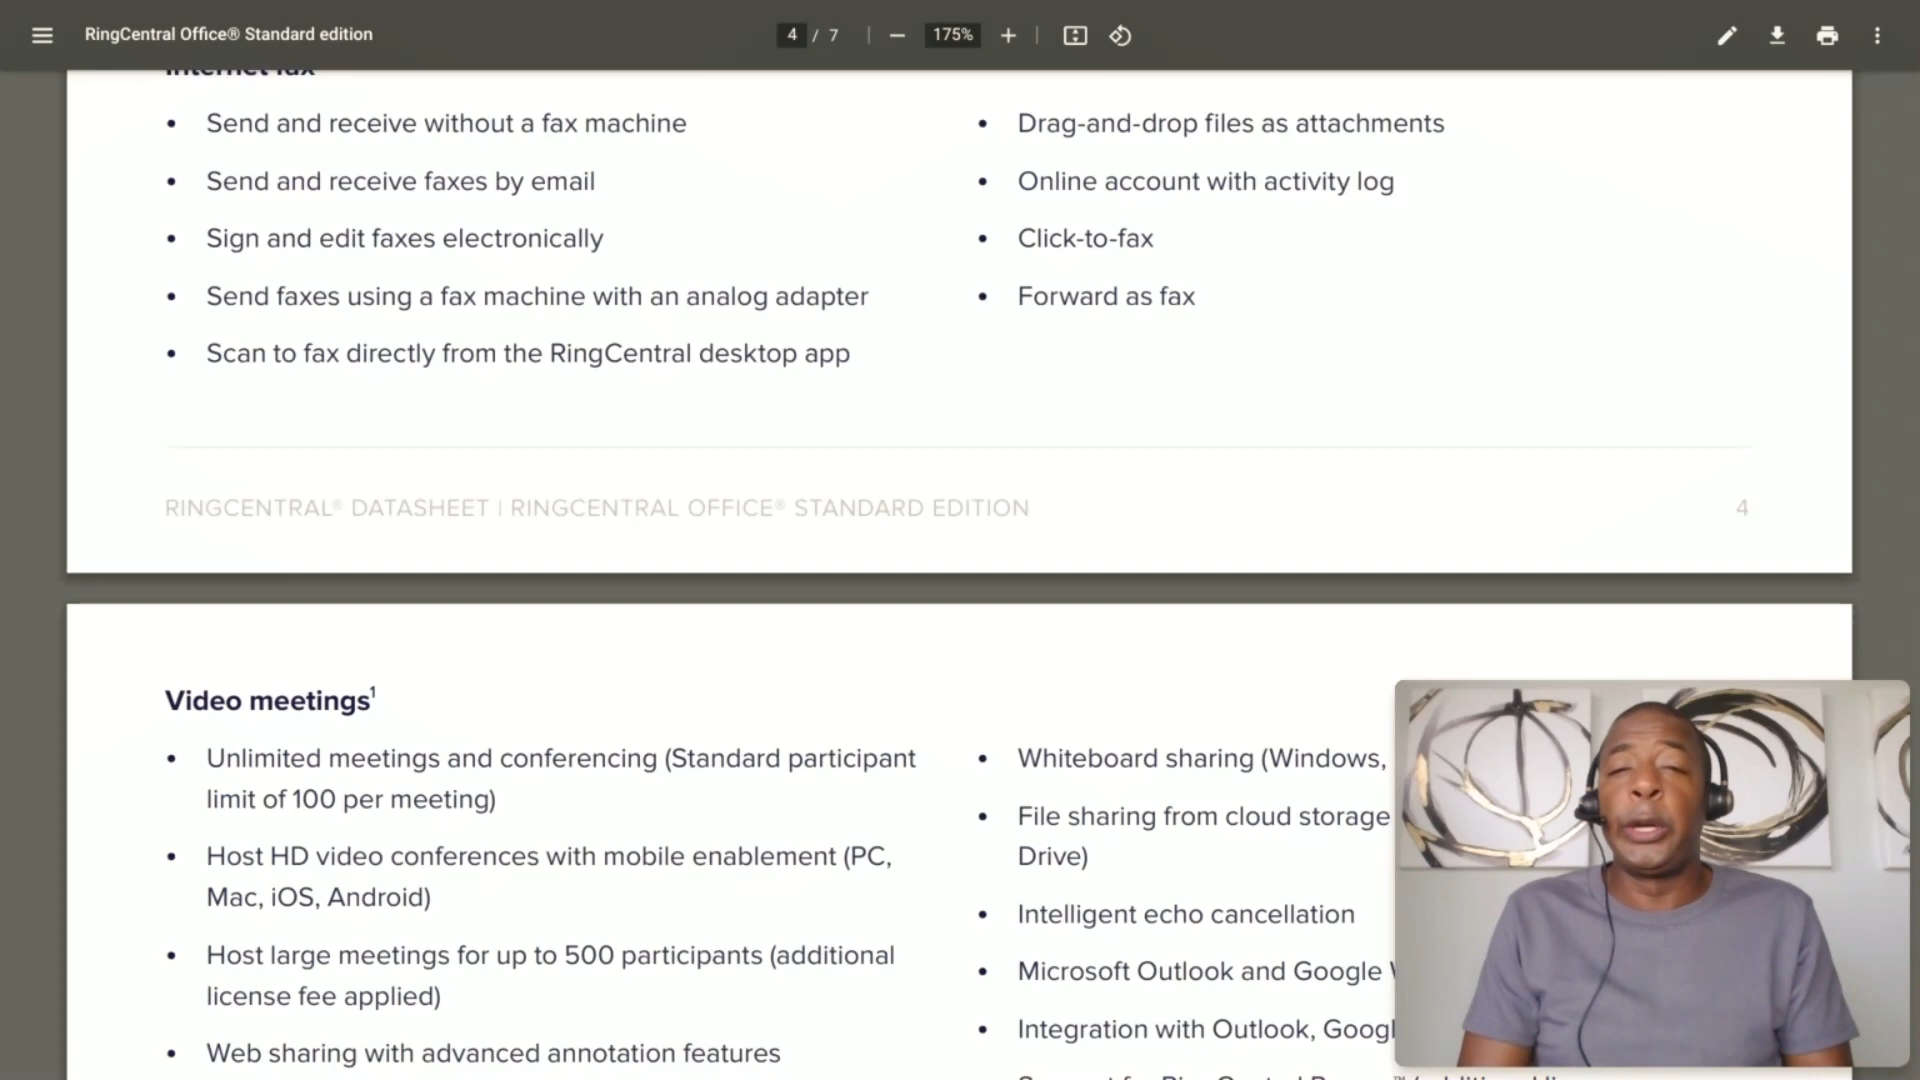 RingCentral Office® Standard edition
4 / 7
175%
Internet fax
• Send and receive without a fax machine
• Send and receive faxes by email
• Sign and edit faxes electronically
• Send faxes using a fax machine with an analog adapter
• Scan to fax directly from the RingCentral desktop app
• Drag-and-drop files as attachments
• Online account with activity log
• Click-to-fax
• Forward as fax
RINGCENTRAL® DATASHEET | RINGCENTRAL OFFICE® STANDARD EDITION
4
Video meetings¹
• Unlimited meetings and conferencing (Standard participant
limit of 100 per meeting)
• Host HD video conferences with mobile enablement (PC,
Mac, iOS, Android)
• Host large meetings for up to 500 participants (additional
license fee applied)
• Web sharing with advanced annotation features
• Whiteboard sharing (Windows,
• File sharing from cloud storage
Drive)
• Intelligent echo cancellation
• Microsoft Outlook and Google
• Integration with Outlook,